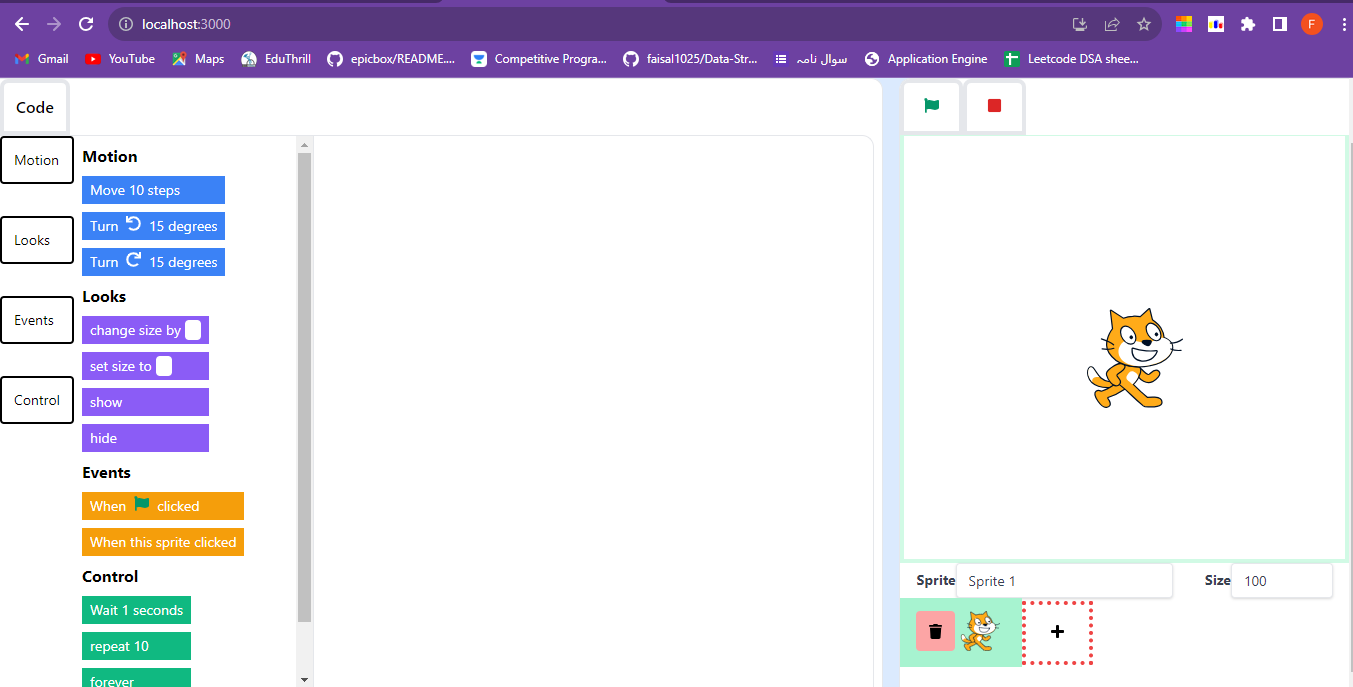 localhost:3000
F
Gmail
YouTube
Maps
EduThrill
epicbox/README....
Competitive Progra...
faisal1025/Data-Str...
سوال نامہ
Application Engine
Leetcode DSA shee...
Code
Motion
Looks
Events
Control
Motion
Move 10 steps
Turn 15 degrees
Turn 15 degrees
Looks
change size by
set size to
show
hide
Events
When clicked
When this sprite clicked
Control
Wait 1 seconds
repeat 10
forever
Sprite Sprite 1 Size 100